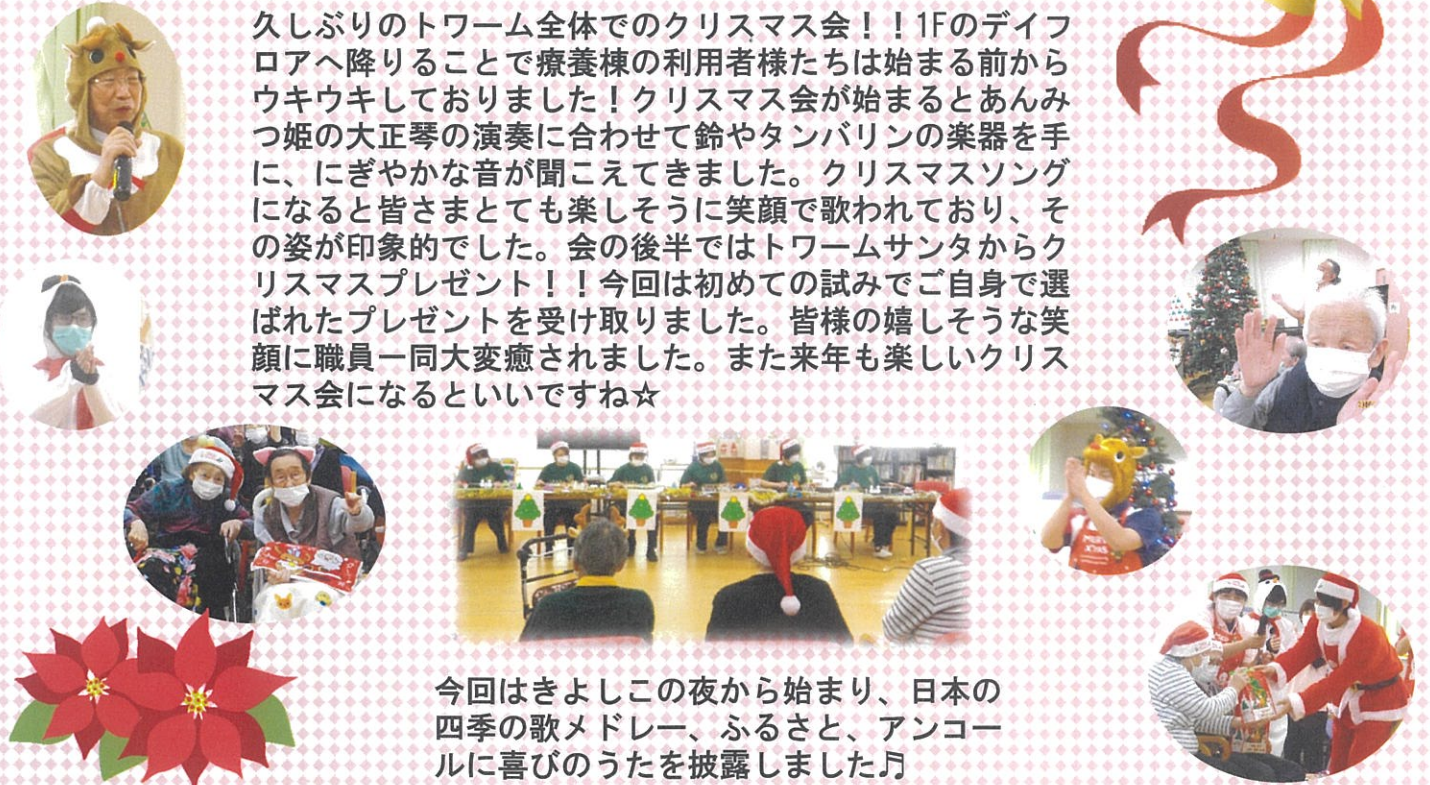 久しぶりのトワーム全体でのクリスマス会！！1Fのデイフ
ロアへ降りることで療養棟の利用者様たちは始まる前から
ウキウキしておりました！クリスマス会が始まるとあんみ
つ姫の大正琴の演奏に合わせて鈴やタンバリンの楽器を手
に、にぎやかな音が聞こえてきました。クリスマスソング
になると皆さまとても楽しそうに笑顔で歌われており、そ
の姿が印象的でした。会の後半ではトワームサンタからク
リスマスプレゼント！！今回は初めての試みでご自身で選
ばれたプレゼントを受け取りました。皆様の嬉しそうな笑
顔に職員一同大変癒されました。また来年も楽しいクリス
マス会になるといいですね☆
今回はきよしこの夜から始まり、日本の
四季の歌メドレー、ふるさと、アンコー
ルに喜びのうたを披露しました♬